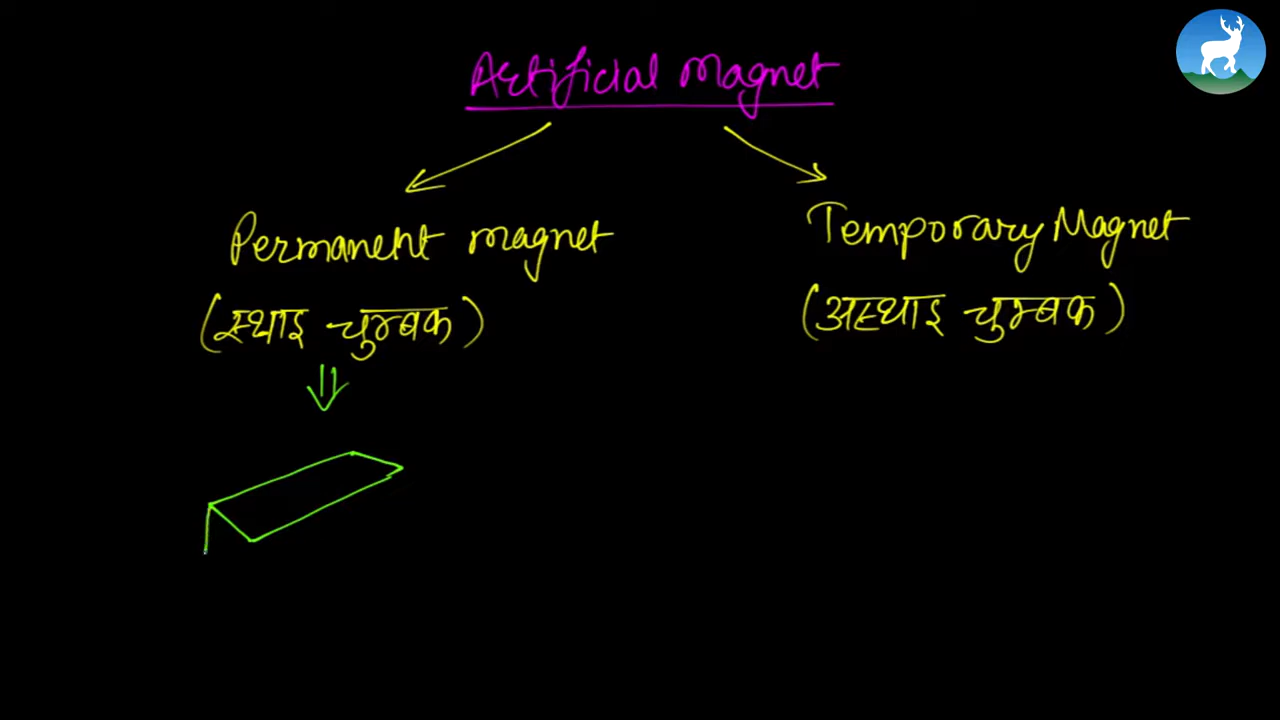 Artificial Magnet
Permanent magnet
Temporary Magnet
(स्थाइ चुम्बक)
(अस्थाइ चुम्बक)